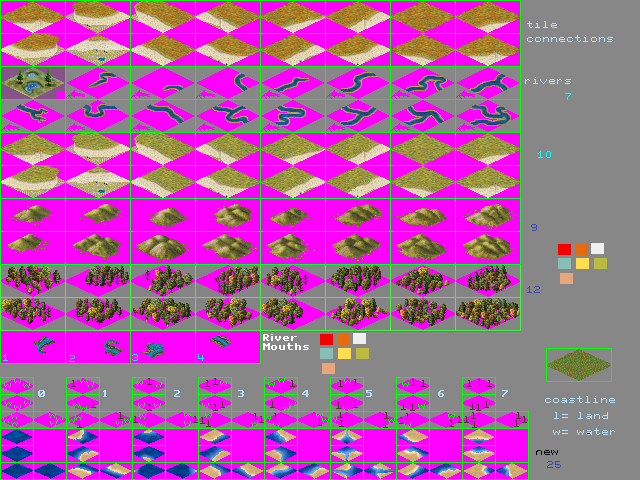 tile
connections
rivers
7
10
9
12
River
Mouths
1 2 3 4
0 1 2 3 4 5 6 7
coastline
l= land
w= water
new
25